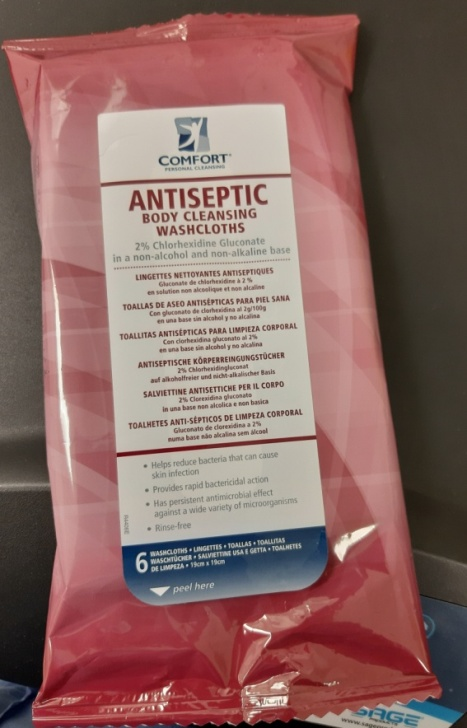 COMFORT
PERSONAL CLEANSING
ANTISEPTIC
BODY CLEANSING
WASHCLOTHS
2% Chlorhexidine Gluconate
in a non-alcohol and non-alkaline base
LINGETTES NETTOYANTES ANTISEPTIQUES
Gluconate de chlorhexidine à 2 %
en solution non alcoolique et non alcaline
TOALLAS DE ASEO ANTISÉPTICAS PARA PIEL SANA
Con gluconato de clorhexidina al 2g/100g
en una base sin alcohol y no alcalina
TOALLITAS ANTISÉPTICAS PARA LIMPIEZA CORPORAL
Con clorhexidina gluconato al 2%
en una base sin alcohol y no alcalina
ANTISEPTISCHE KÖRPERREINGUNGSTÜCHER
2% Chlorhexidingluconat
auf alkoholfreier und nicht-alkalischer Basis
SALVIETTINE ANTISETTICHE PER IL CORPO
2% Clorexidina gluconato
in una base non alcolica e non basica
TOALHETES ANTI-SÉPTICOS DE LIMPEZA CORPORAL
Gluconato de clorexidina a 2%
numa base não alcalina sem álcool
• Helps reduce bacteria that can cause
skin infection
• Provides rapid bactericidal action
• Has persistent antimicrobial effect
against a wide variety of microorganisms
• Rinse-free
6 WASHCLOTHS • LINGETTES • TOALLAS • TOALLITAS
WASCHTÜCHER • SALVIETTINE USA E GETTA • TOALHETES
DE LIMPEZA • 19cm x 19cm
peel here
SAGE